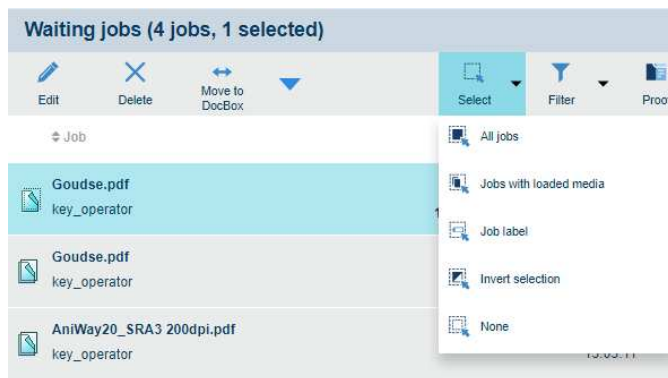 Waiting jobs (4 jobs, 1 selected)
Edit
Delete
Move to
DocBox
Select
Filter
Job
All jobs
Goudse.pdf
key_operator
Jobs with loaded media
Job label
Goudse.pdf
key_operator
Invert selection
AniWay20_SRA3 200dpi.pdf
key_operator
None